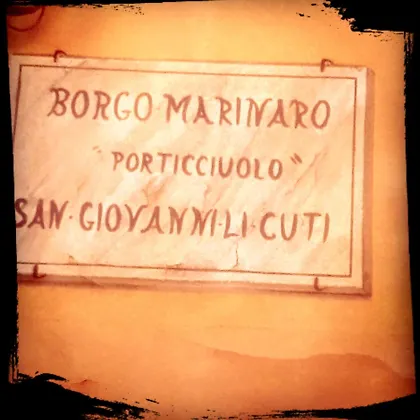 BORGO MARINARO
"PORTICCIUOLO"
SAN·GIOVANNI·LI·CUTI